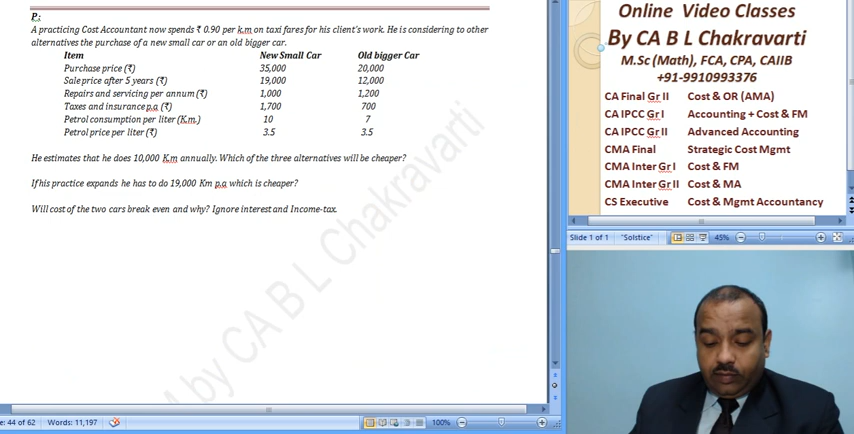 P:
A practicing Cost Accountant now spends ₹ 0.90 per k.m on taxi fares for his client's work. He is considering to other
alternatives the purchase of a new small car or an old bigger car.
Item New Small Car Old bigger Car
Purchase price (₹) 35,000 20,000
Sale price after 5 years (₹) 19,000 12,000
Repairs and servicing per annum (₹) 1,000 1,200
Taxes and insurance p.a (₹) 1,700 700
Petrol consumption per liter (K.m.) 10 7
Petrol price per liter (₹) 3.5 3.5
He estimates that he does 10,000 K.m annually. Which of the three alternatives will be cheaper?
If his practice expands he has to do 19,000 Km p.a which is cheaper?
Will cost of the two cars break even and why? Ignore interest and Income-tax.
by CA B L Chakravarti
e: 44 of 62 Words: 11,197 100%
Online Video Classes
By CA B L Chakravarti
M.Sc (Math), FCA, CPA, CAIIB
+91-9910993376
CA Final Gr II Cost & OR (AMA)
CA IPCC Gr I Accounting + Cost & FM
CA IPCC Gr II Advanced Accounting
CMA Final Strategic Cost Mgmt
CMA Inter Gr I Cost & FM
CMA Inter Gr II Cost & MA
CS Executive Cost & Mgmt Accountancy
Slide 1 of 1 "Solstice" 45%